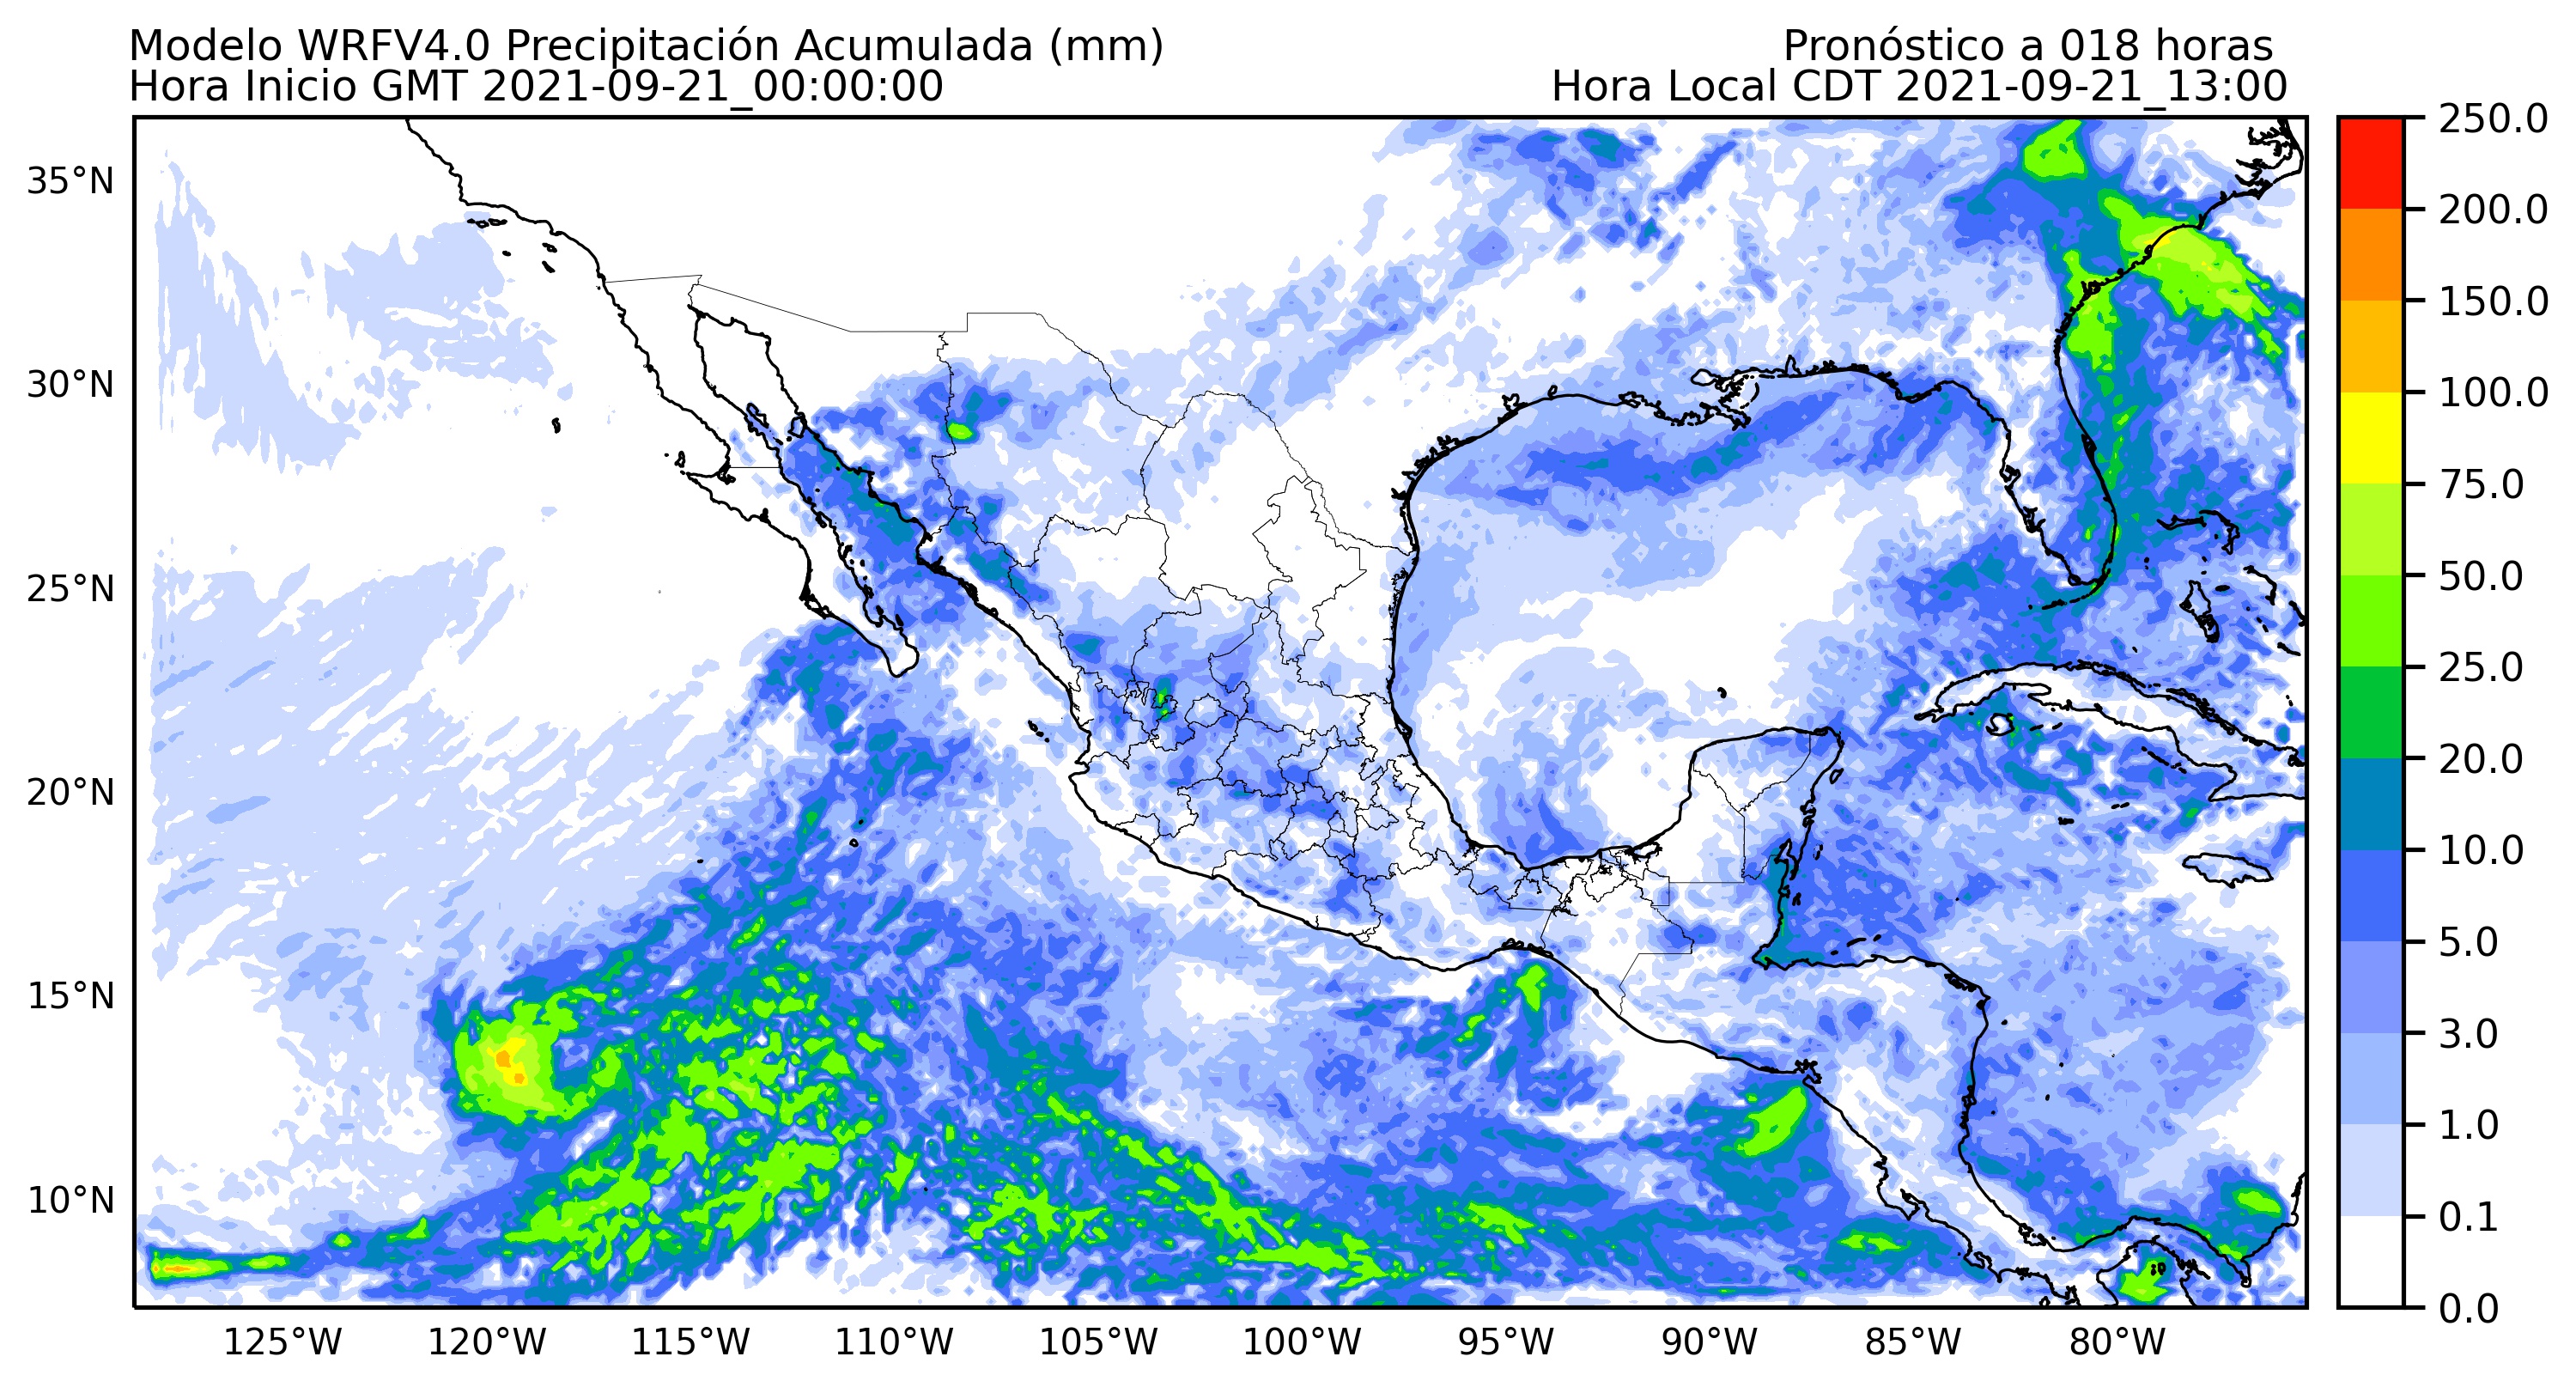 Modelo WRFV4.0 Precipitación Acumulada (mm)
Pronóstico a 018 horas
Hora Inicio GMT 2021-09-21_00:00:00
Hora Local CDT 2021-09-21_13:00
35°N
30°N
25°N
20°N
15°N
10°N
125°W
120°W
115°W
110°W
105°W
100°W
95°W
90°W
85°W
80°W
250.0
200.0
150.0
100.0
75.0
50.0
25.0
20.0
10.0
5.0
3.0
1.0
0.1
0.0